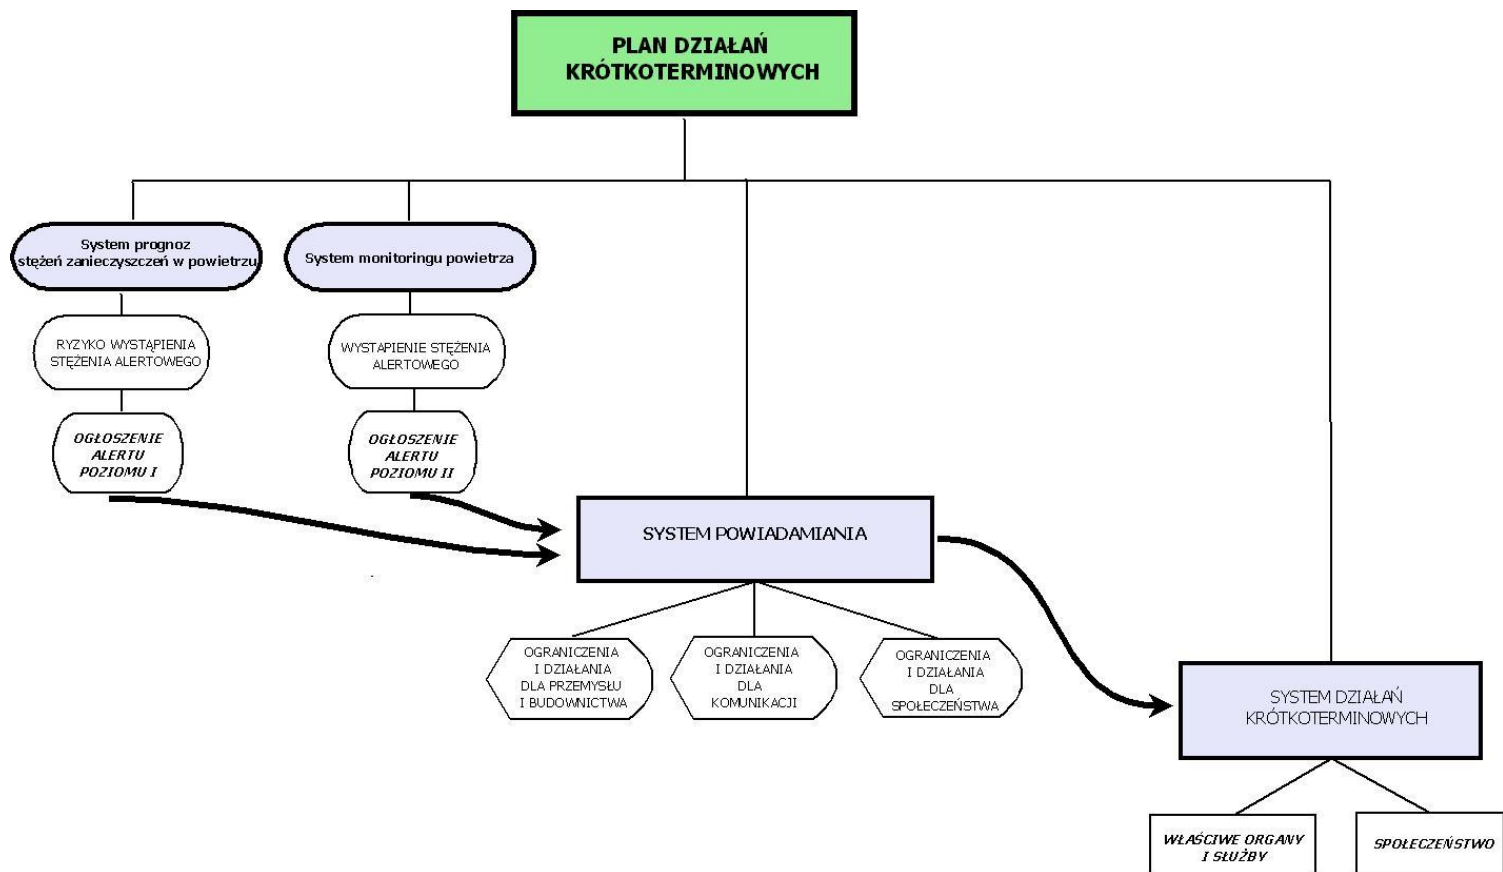 PLAN DZIAŁAŃ
KRÓTKOTERMINOWYCH
System prognoz
stężeń zanieczyszczeń w powietrzu
System monitoringu powietrza
RYZYKO WYSTĄPIENIA
STĘŻENIA ALERTOWEGO
WYSTAPIENIE STĘŻENIA
ALERTOWEGO
OGŁOSZENIE
ALERTU
POZIOMU I
OGŁOSZENIE
ALERTU
POZIOMU II
SYSTEM POWIADAMIANIA
OGRANICZENIA
I DZIAŁANIA
DLA PRZEMYSŁU
I BUDOWNICTWA
OGRANICZENIA
I DZIAŁANIA
DLA
KOMUNIKACJI
OGRANICZENIA
I DZIAŁANIA
DLA
SPOŁECZEŃSTWA
SYSTEM DZIAŁAŃ
KRÓTKOTERMINOWYCH
WŁAŚCIWE ORGANY
I SŁUŻBY
SPOŁECZEŃSTWO